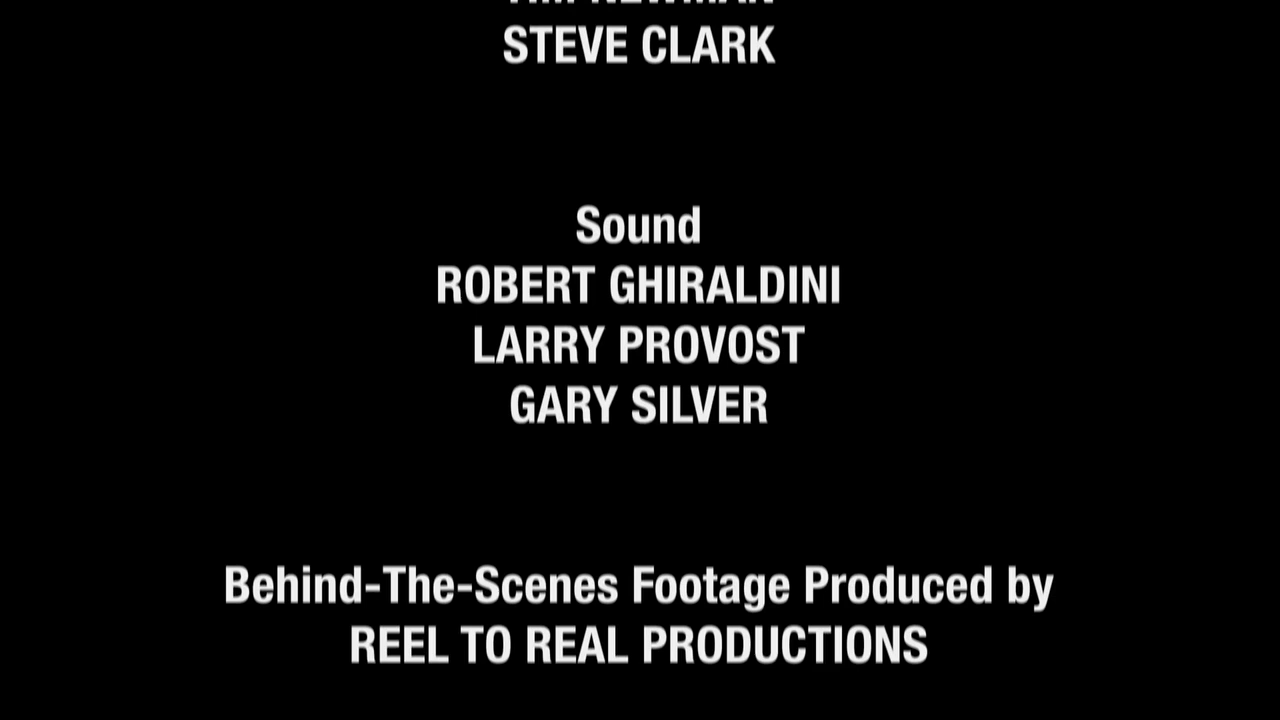 STEVE CLARK
Sound
ROBERT GHIRALDINI
LARRY PROVOST
GARY SILVER
Behind-The-Scenes Footage Produced by
REEL TO REAL PRODUCTIONS